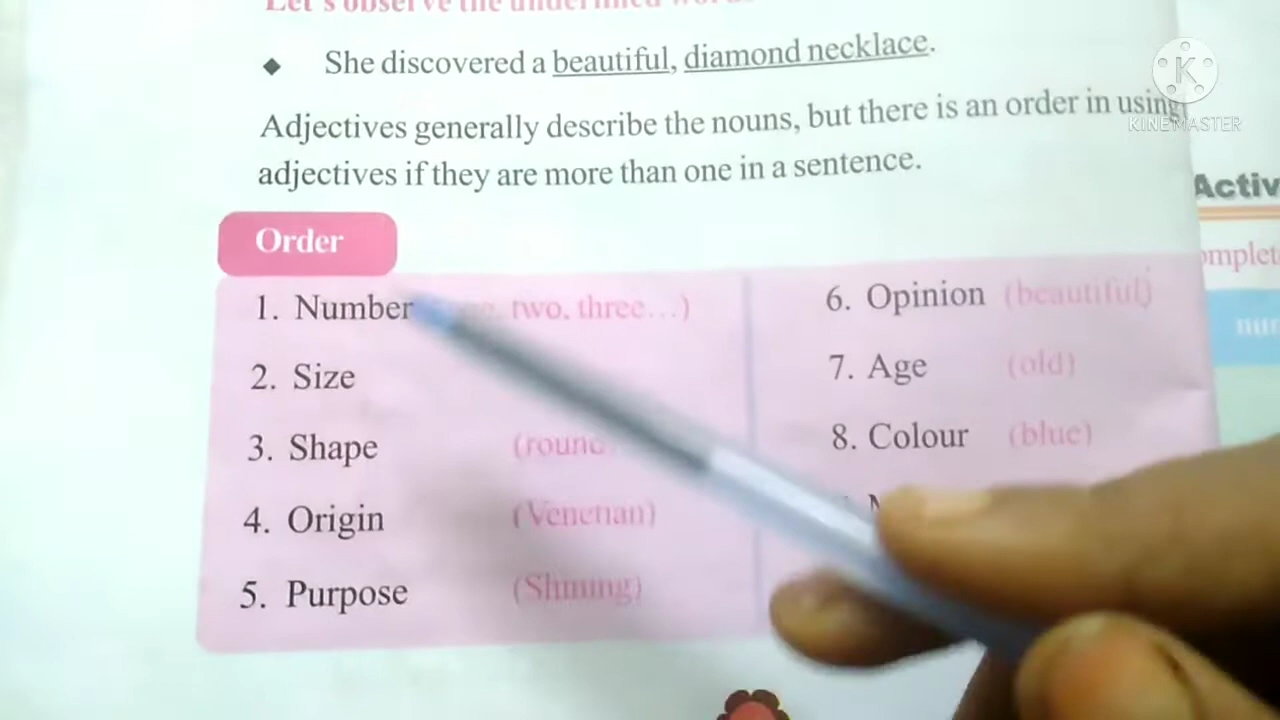 ◆ She discovered a beautiful, diamond necklace.
Adjectives generally describe the nouns, but there is an order in using
adjectives if they are more than one in a sentence.
Order
1. Number two, three...)
2. Size
3. Shape
4. Origin (Venetian)
5. Purpose (Shining)
6. Opinion (beautiful)
7. Age (old)
8. Colour (blue)
K
KINEMASTER